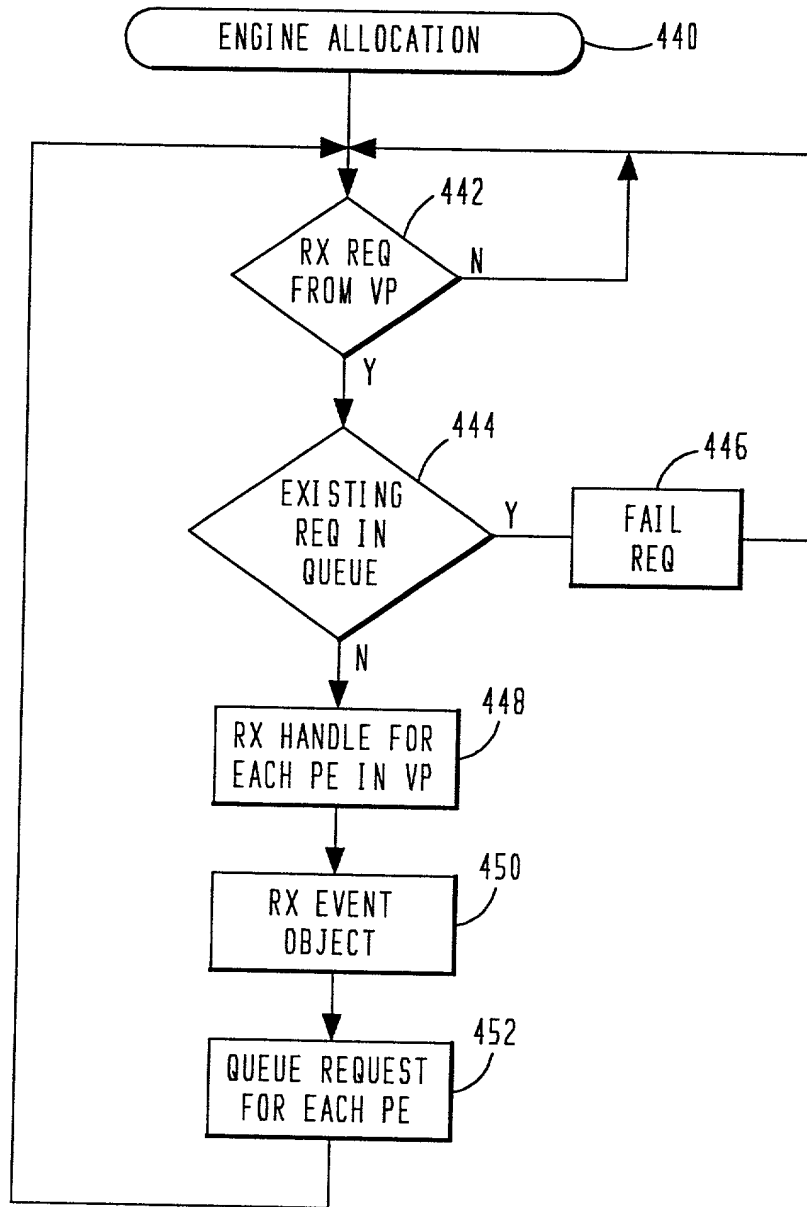 ENGINE ALLOCATION
440
442
RX REQ
FROM VP
N
Y
444
EXISTING
REQ IN
QUEUE
Y
446
FAIL
REQ
N
448
RX HANDLE FOR
EACH PE IN VP
450
RX EVENT
OBJECT
452
QUEUE REQUEST
FOR EACH PE